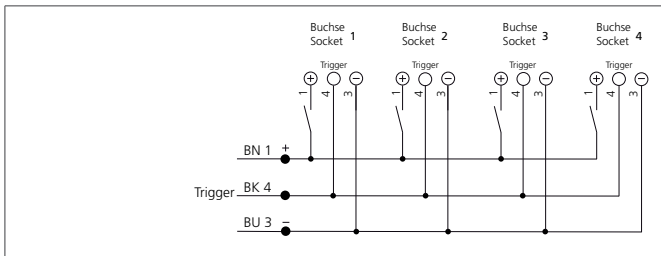 Buchse Socket 1
Buchse Socket 2
Buchse Socket 3
Buchse Socket 4
Trigger Trigger Trigger Trigger
+ − + − + − + −
1 4 3 1 4 3 1 4 3 1 4 3
BN 1 +
Trigger BK 4
BU 3 −